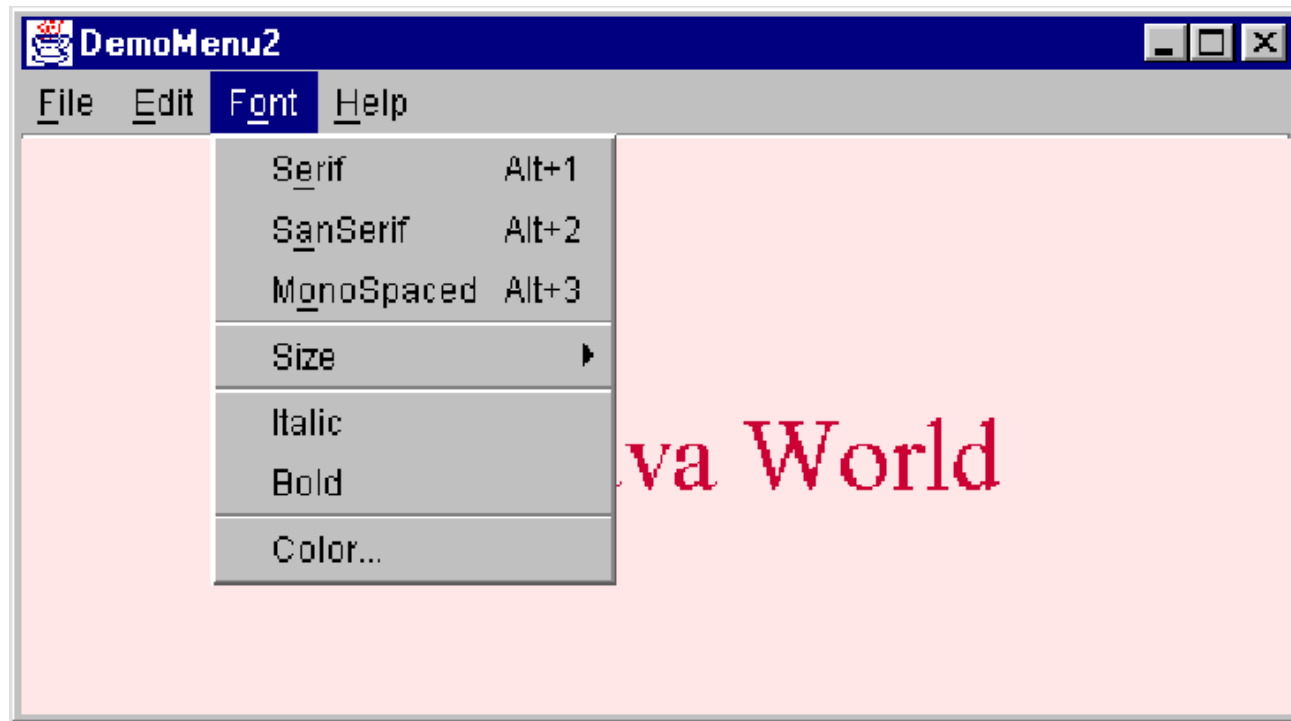 DemoMenu2
File Edit Font Help
Serif Alt+1
SanSerif Alt+2
MonoSpaced Alt+3
Size
Italic
Bold
Color...
va World